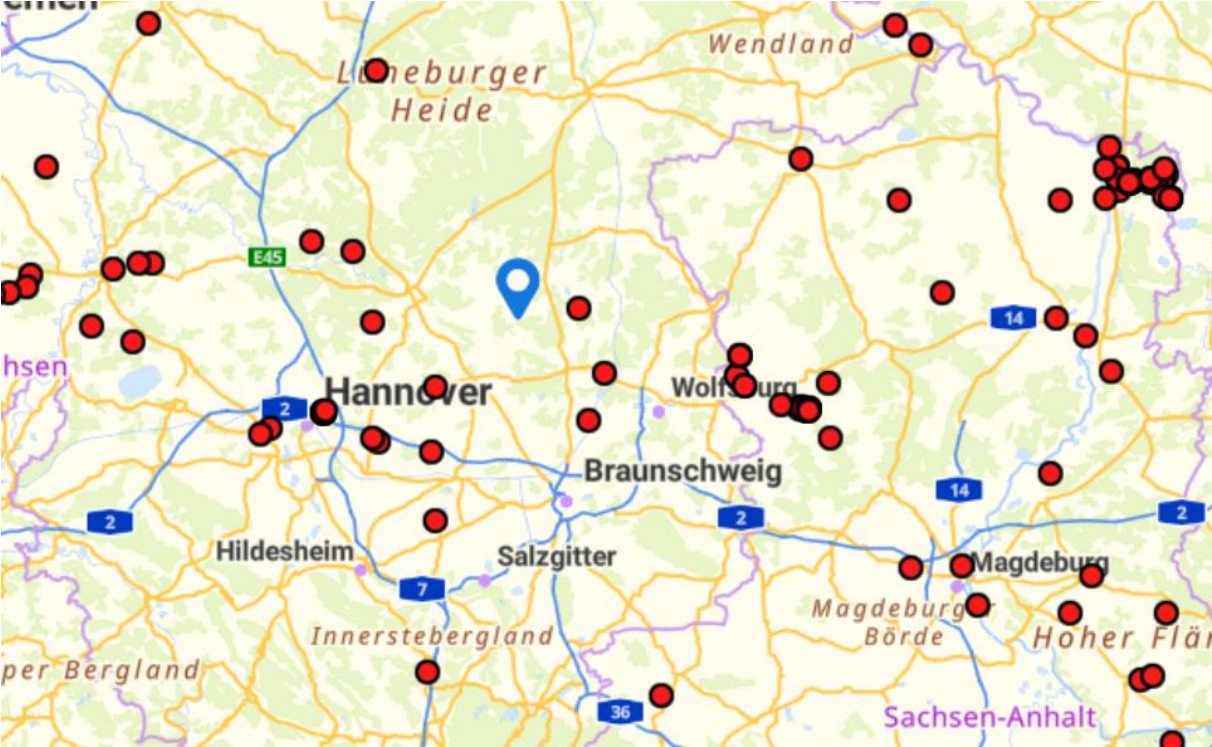 Wendland
Lüneburger
Heide
E45
14
hsen
Hannover
Wolfsburg
2
Braunschweig
14
2
2
2
Hildesheim
Salzgitter
7
Magdeburg
Innerstebergland
Magdeburger
Börde
Hoher Fläm
per Bergland
36
Sachsen-Anhalt